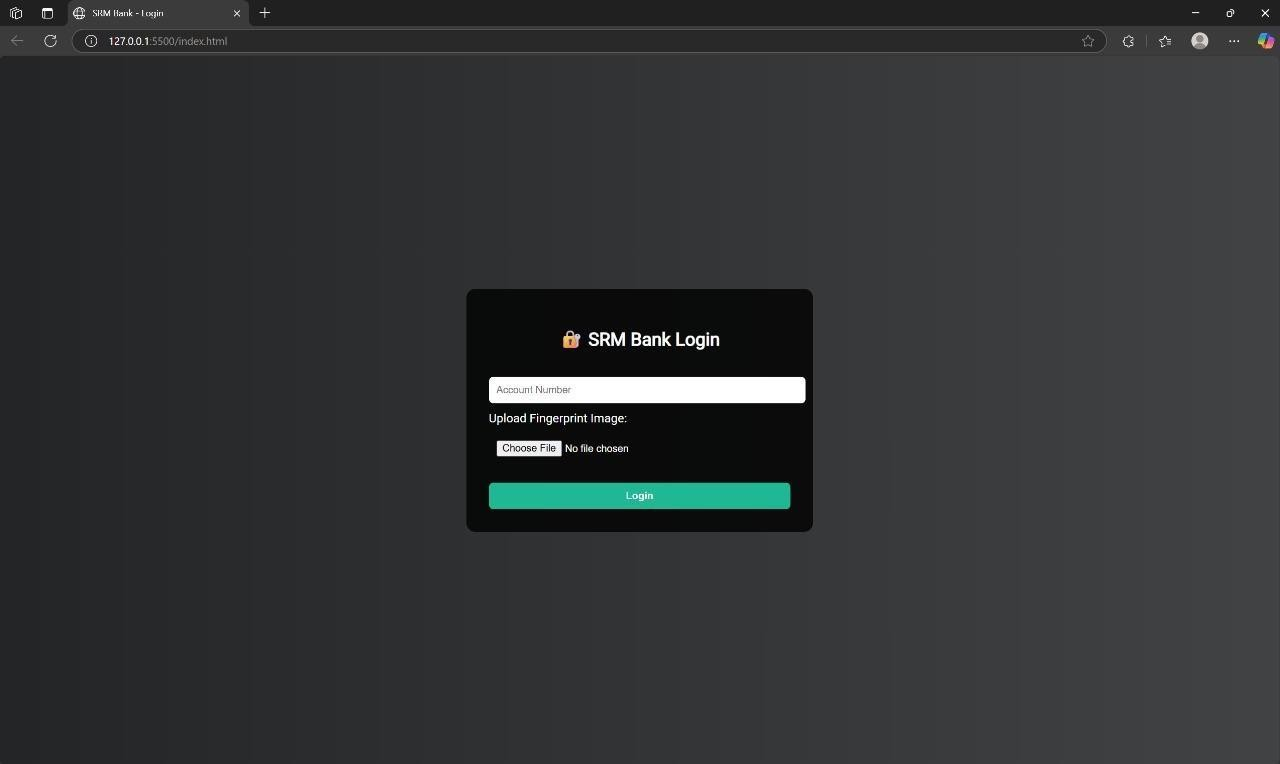 SRM Bank - Login
127.0.0.1:5500/index.html
🔐 SRM Bank Login
Account Number
Upload Fingerprint Image:
Choose File No file chosen
Login